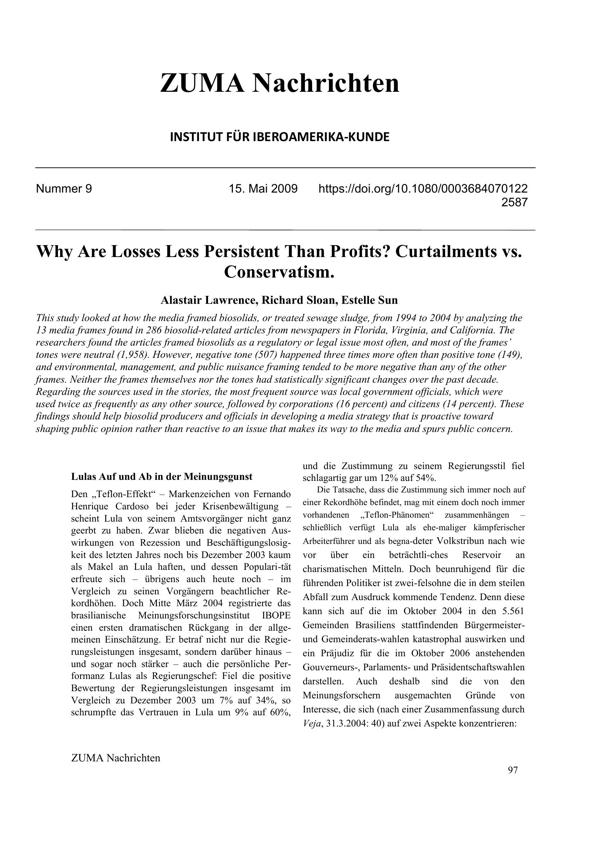 ZUMA Nachrichten
INSTITUT FÜR IBEROAMERIKA-KUNDE
Nummer 9
15. Mai 2009
https://doi.org/10.1080/0003684070122
2587
Why Are Losses Less Persistent Than Profits? Curtailments vs.
Conservatism.
Alastair Lawrence, Richard Sloan, Estelle Sun
This study looked at how the media framed biosolids, or treated sewage sludge, from 1994 to 2004 by analyzing the
13 media frames found in 286 biosolid-related articles from newspapers in Florida, Virginia, and California. The
researchers found the articles framed biosolids as a regulatory or legal issue most often, and most of the frames'
tones were neutral (1,958). However, negative tone (507) happened three times more often than positive tone (149),
and environmental, management, and public nuisance framing tended to be more negative than any of the other
frames. Neither the frames themselves nor the tones had statistically significant changes over the past decade.
Regarding the sources used in the stories, the most frequent source was local government officials, which were
used twice as frequently as any other source, followed by corporations (16 percent) and citizens (14 percent). These
findings should help biosolid producers and officials in developing a media strategy that is proactive toward
shaping public opinion rather than reactive to an issue that makes its way to the media and spurs public concern.
Lulas Auf und Ab in der Meinungsgunst
Den „Teflon-Effekt“ – Markenzeichen von Fernando
Henrique Cardoso bei jeder Krisenbewältigung –
scheint Lula von seinem Amtsvorgänger nicht ganz
geerbt zu haben. Zwar blieben die negativen Aus-
wirkungen von Rezession und Beschäftigungslosig-
keit des letzten Jahres noch bis Dezember 2003 kaum
als Makel an Lula haften, und dessen Populari-tät
erfreute sich – übrigens auch heute noch – im
Vergleich zu seinen Vorgängern beachtlicher Re-
kordhöhen. Doch Mitte März 2004 registrierte das
brasilianische Meinungsforschungsinstitut IBOPE
einen ersten dramatischen Rückgang in der allge-
meinen Einschätzung. Er betraf nicht nur die Regie-
rungsleistungen insgesamt, sondern darüber hinaus –
und sogar noch stärker – auch die persönliche Per-
formanz Lulas als Regierungschef: Fiel die positive
Bewertung der Regierungsleistungen insgesamt im
Vergleich zu Dezember 2003 um 7% auf 34%, so
schrumpfte das Vertrauen in Lula um 9% auf 60%,
und die Zustimmung zu seinem Regierungsstil fiel
schlagartig gar um 12% auf 54%.
Die Tatsache, dass die Zustimmung sich immer noch auf
einer Rekordhöhe befindet, mag mit einem doch noch immer
vorhandenen „Teflon-Phänomen“ zusammenhängen –
schließlich verfügt Lula als ehe-maliger kämpferischer
Arbeiterführer und als begna-deter Volkstribun nach wie
vor über ein beträchtli-ches Reservoir an
charismatischen Mitteln. Doch beunruhigend für die
führenden Politiker ist zwei-felsohne die in dem steilen
Abfall zum Ausdruck kommende Tendenz. Denn diese
kann sich auf die im Oktober 2004 in den 5.561
Gemeinden Brasiliens stattfindenden Bürgermeister-
und Gemeinderats-wahlen katastrophal auswirken und
ein Präjudiz für die im Oktober 2006 anstehenden
Gouverneurs-, Parlaments- und Präsidentschaftswahlen
darstellen. Auch deshalb sind die von den
Meinungsforschern ausgemachten Gründe von
Interesse, die sich (nach einer Zusammenfassung durch
Veja, 31.3.2004: 40) auf zwei Aspekte konzentrieren:
ZUMA Nachrichten
97